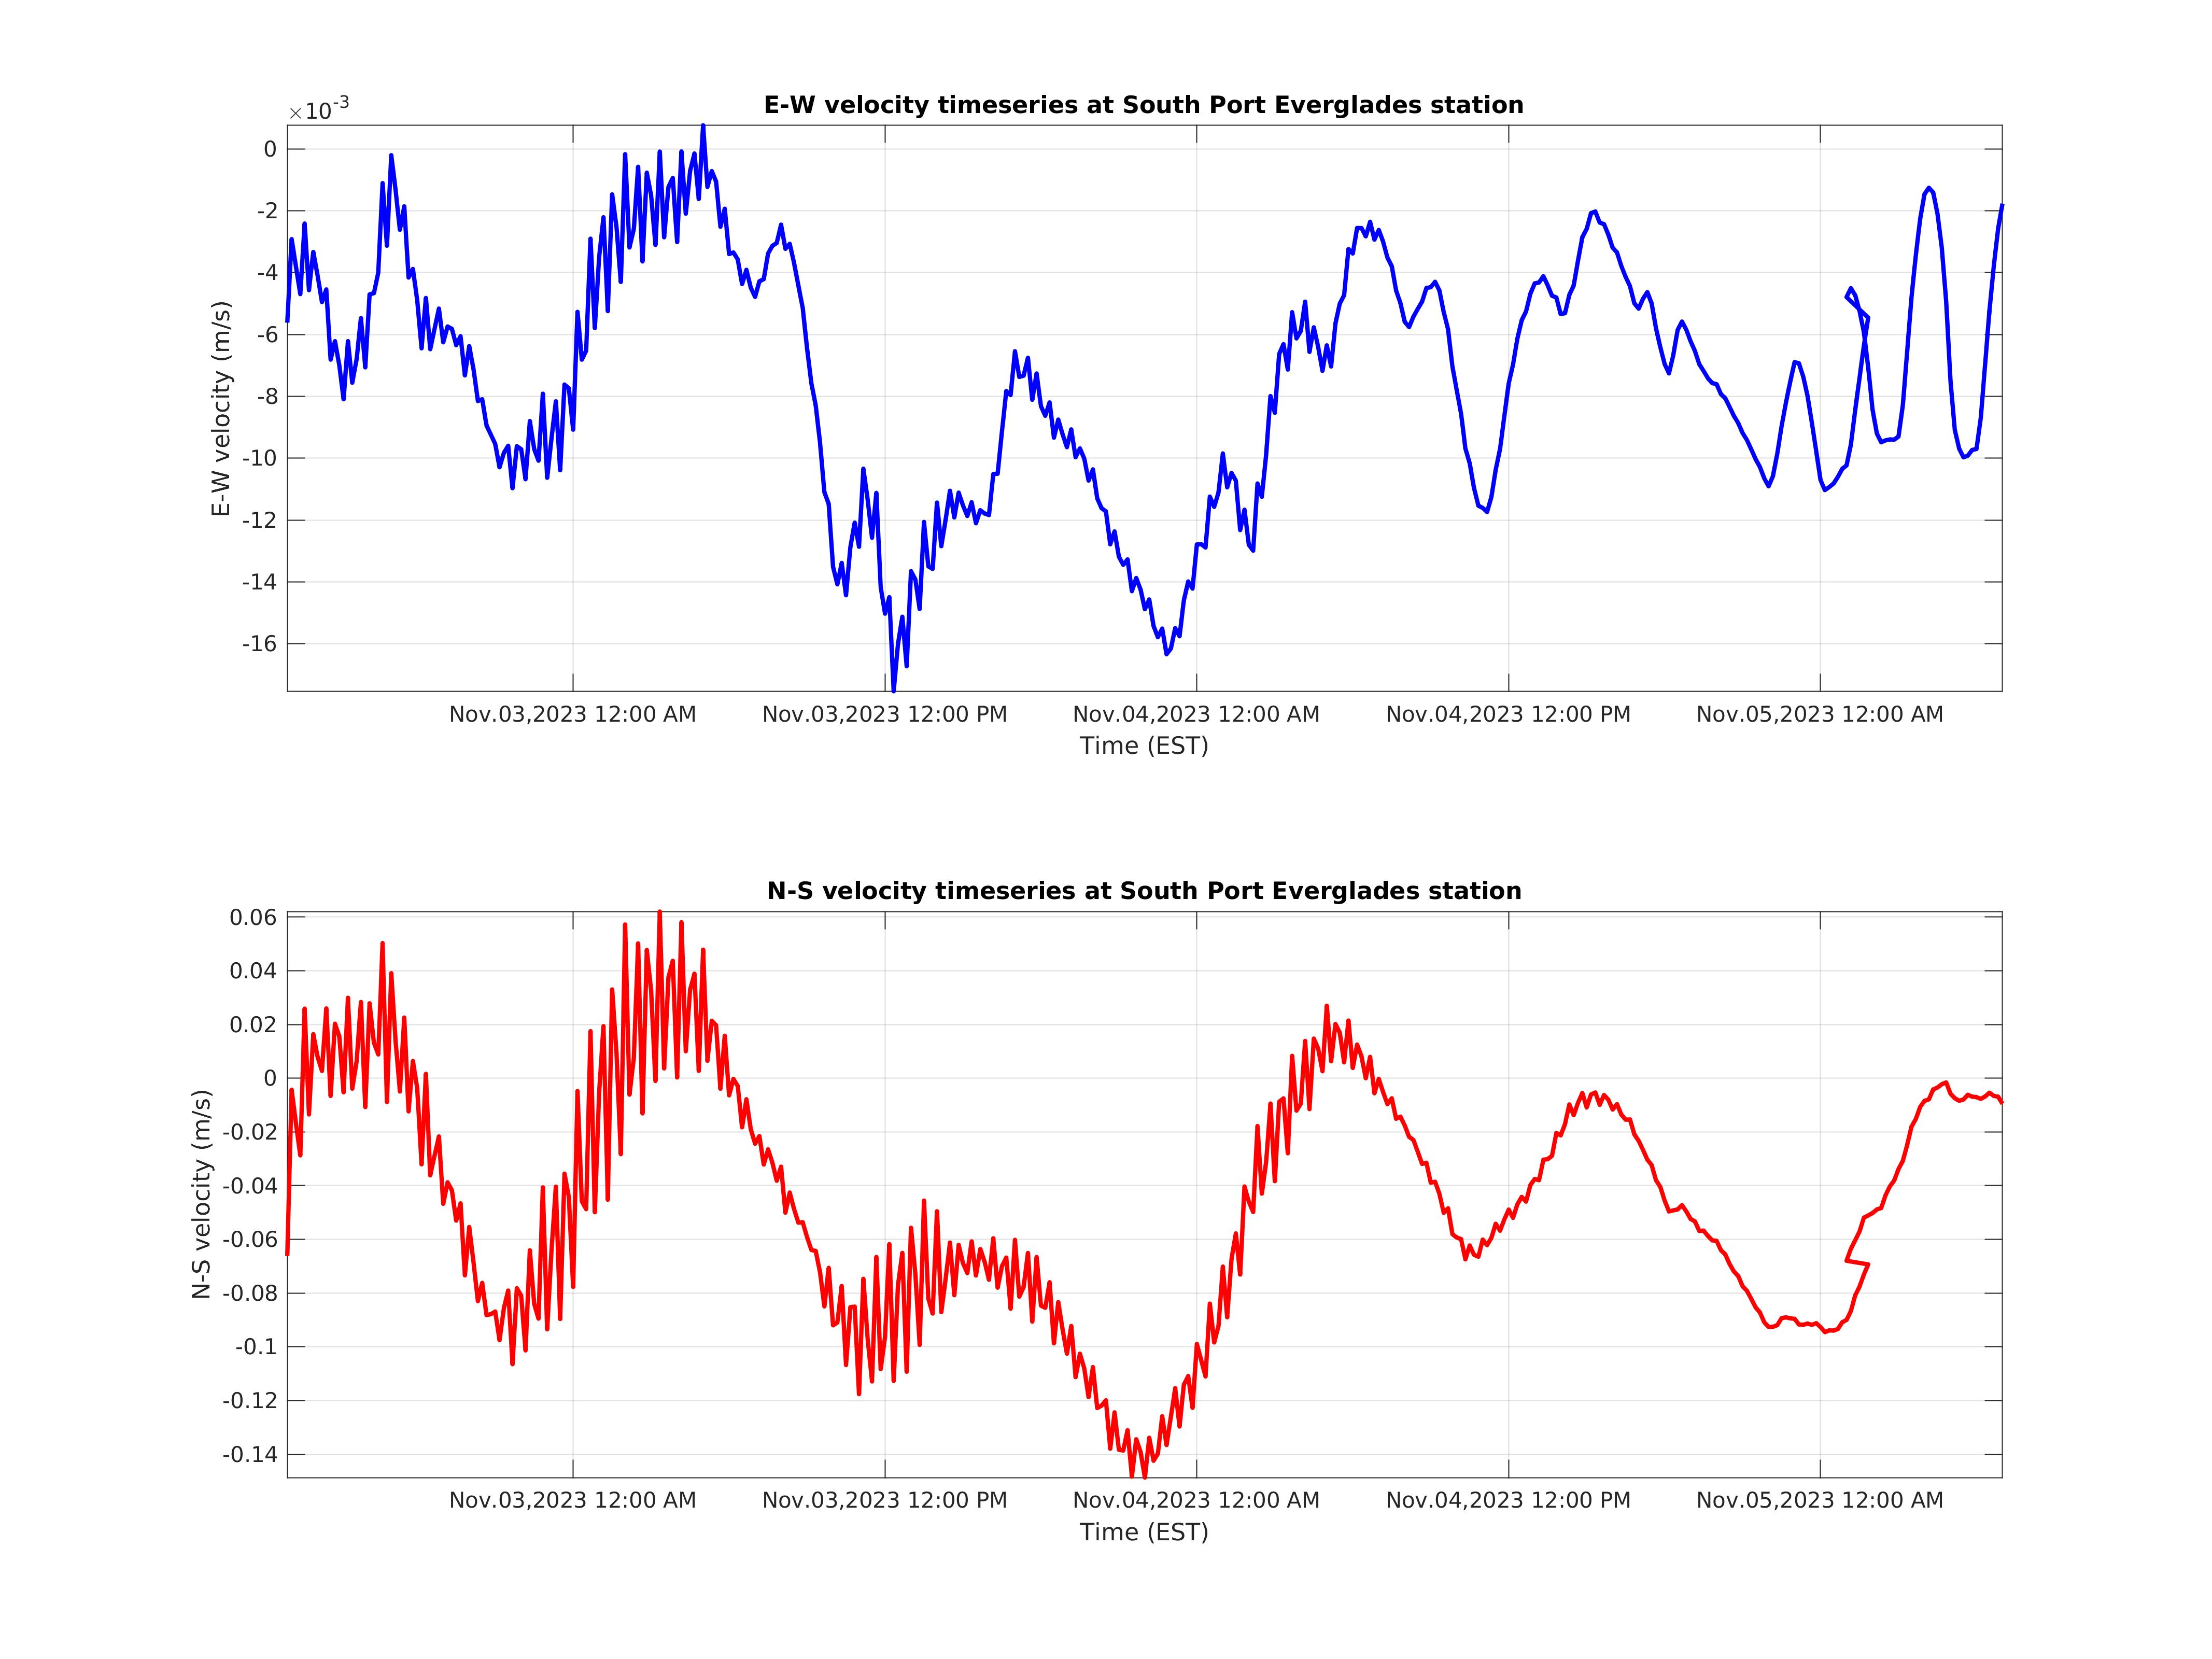 E-W velocity timeseries at South Port Everglades station
×10-3
0
-2
-4
-6
-8
-10
-12
-14
-16
E-W velocity (m/s)
Nov.03,2023 12:00 AM Nov.03,2023 12:00 PM Nov.04,2023 12:00 AM Nov.04,2023 12:00 PM Nov.05,2023 12:00 AM
Time (EST)
N-S velocity timeseries at South Port Everglades station
0.06
0.04
0.02
0
-0.02
-0.04
-0.06
-0.08
-0.1
-0.12
-0.14
N-S velocity (m/s)
Nov.03,2023 12:00 AM Nov.03,2023 12:00 PM Nov.04,2023 12:00 AM Nov.04,2023 12:00 PM Nov.05,2023 12:00 AM
Time (EST)